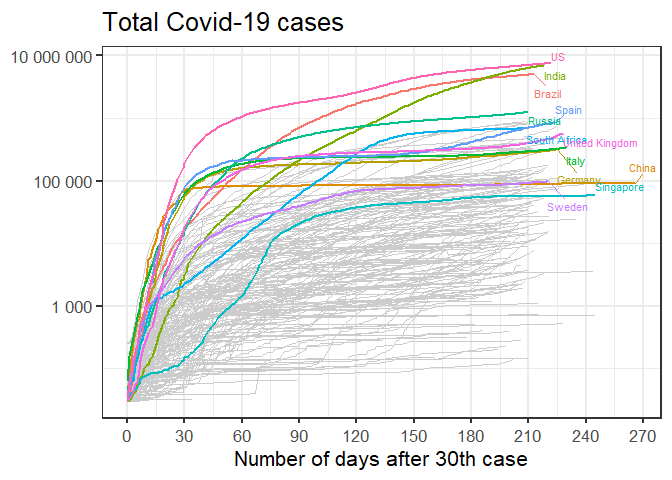 Total Covid-19 cases
10 000 000
100 000
1 000
US
India
Brazil
Spain
Russia
South Africa
United Kingdom
Italy
China
Germany
Singapore
Sweden
0 30 60 90 120 150 180 210 240 270
Number of days after 30th case